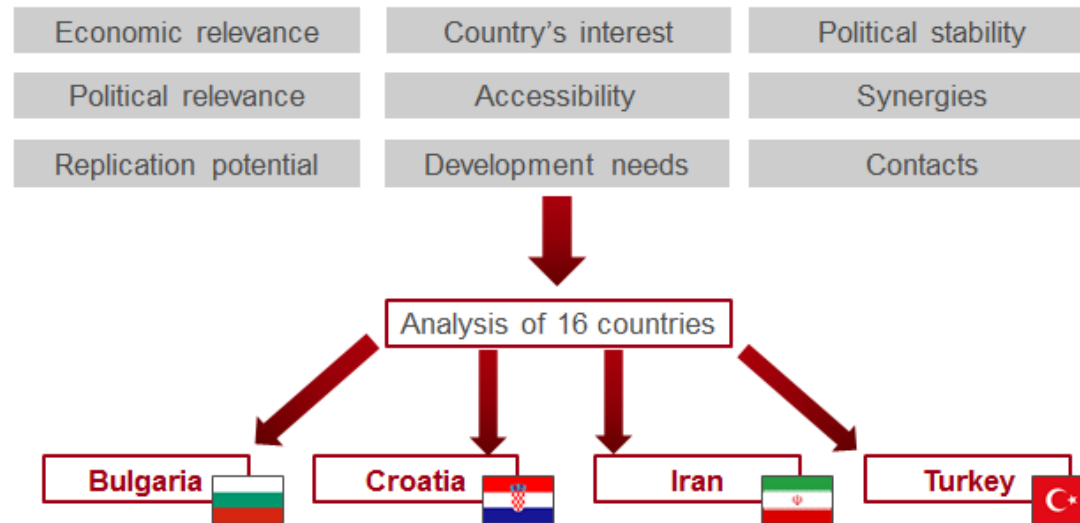 Economic relevance
Country's interest
Political stability
Political relevance
Accessibility
Synergies
Replication potential
Development needs
Contacts
Analysis of 16 countries
Bulgaria
Croatia
Iran
Turkey